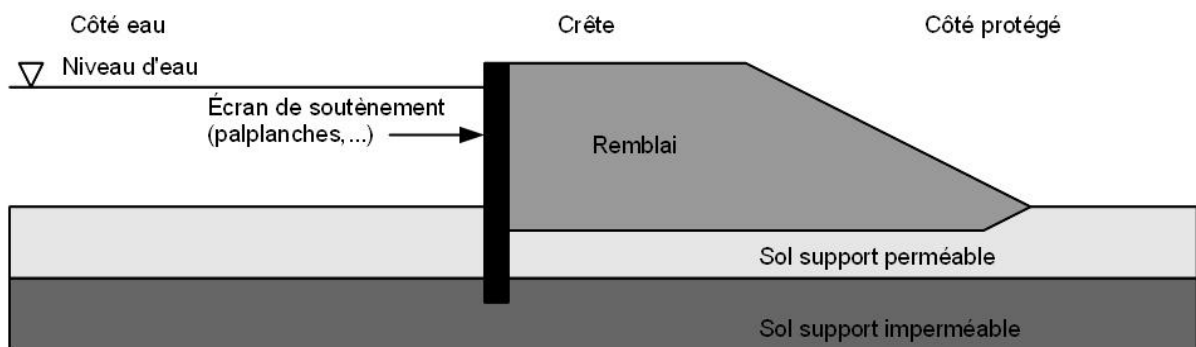 Côté eau
Crête
Côté protégé
Niveau d'eau
Écran de soutènement
(palplanches,...)
Remblai
Sol support perméable
Sol support imperméable